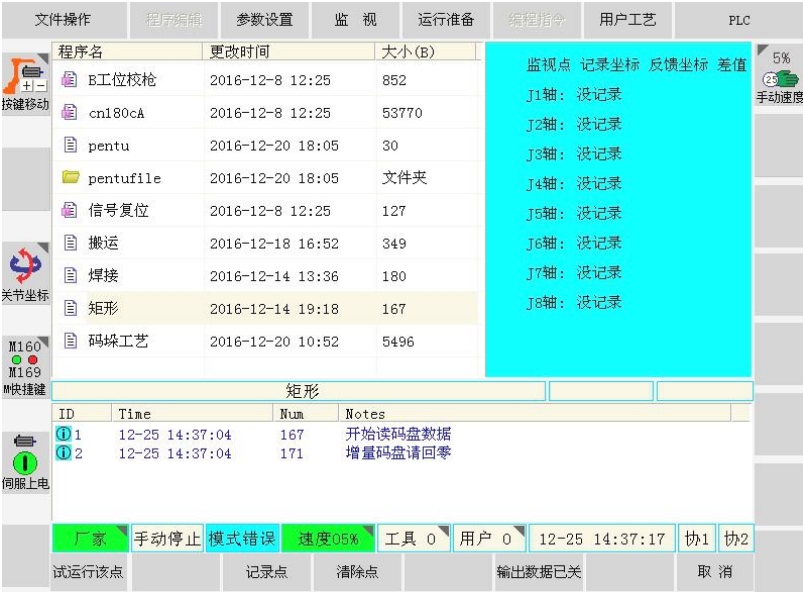 文件操作 程序编辑 参数设置 监 视 运行准备 编程指令 用户工艺 PLC
程序名 更改时间 大小(B)
B工位校枪 2016-12-8 12:25 852
cn180cA 2016-12-8 12:25 53770
pentu 2016-12-20 18:05 30
pentufile 2016-12-20 18:05 文件夹
信号复位 2016-12-8 12:25 127
搬运 2016-12-18 16:52 349
焊接 2016-12-14 13:36 180
矩形 2016-12-14 19:18 167
码垛工艺 2016-12-20 10:52 5496
监视点 记录坐标 反馈坐标 差值
J1轴: 没记录
J2轴: 没记录
J3轴: 没记录
J4轴: 没记录
J5轴: 没记录
J6轴: 没记录
J7轴: 没记录
J8轴: 没记录
按键移动
关节坐标
M160
M169
M快捷键
伺服上电
5%
25
手动速度
矩形
ID Time Num Notes
1 12-25 14:37:04 167 开始读码盘数据
2 12-25 14:37:04 171 增量码盘请回零
厂家 手动停止 模式错误 速度05% 工具 0 用户 0 12-25 14:37:17 协1 协2
试运行该点 记录点 清除点 输出数据已关 取 消